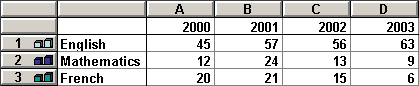 A B C D
2000 2001 2002 2003
1 English 45 57 56 63
2 Mathematics 12 24 13 9
3 French 20 21 15 6